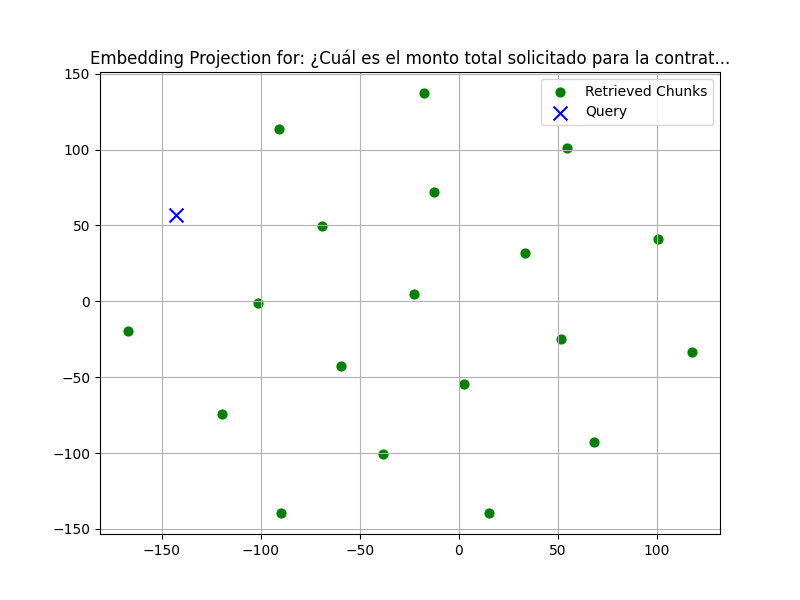 Embedding Projection for: ¿Cuál es el monto total solicitado para la contrat...
Retrieved Chunks
Query
150
100
50
0
−50
−100
−150
−150 −100 −50 0 50 100